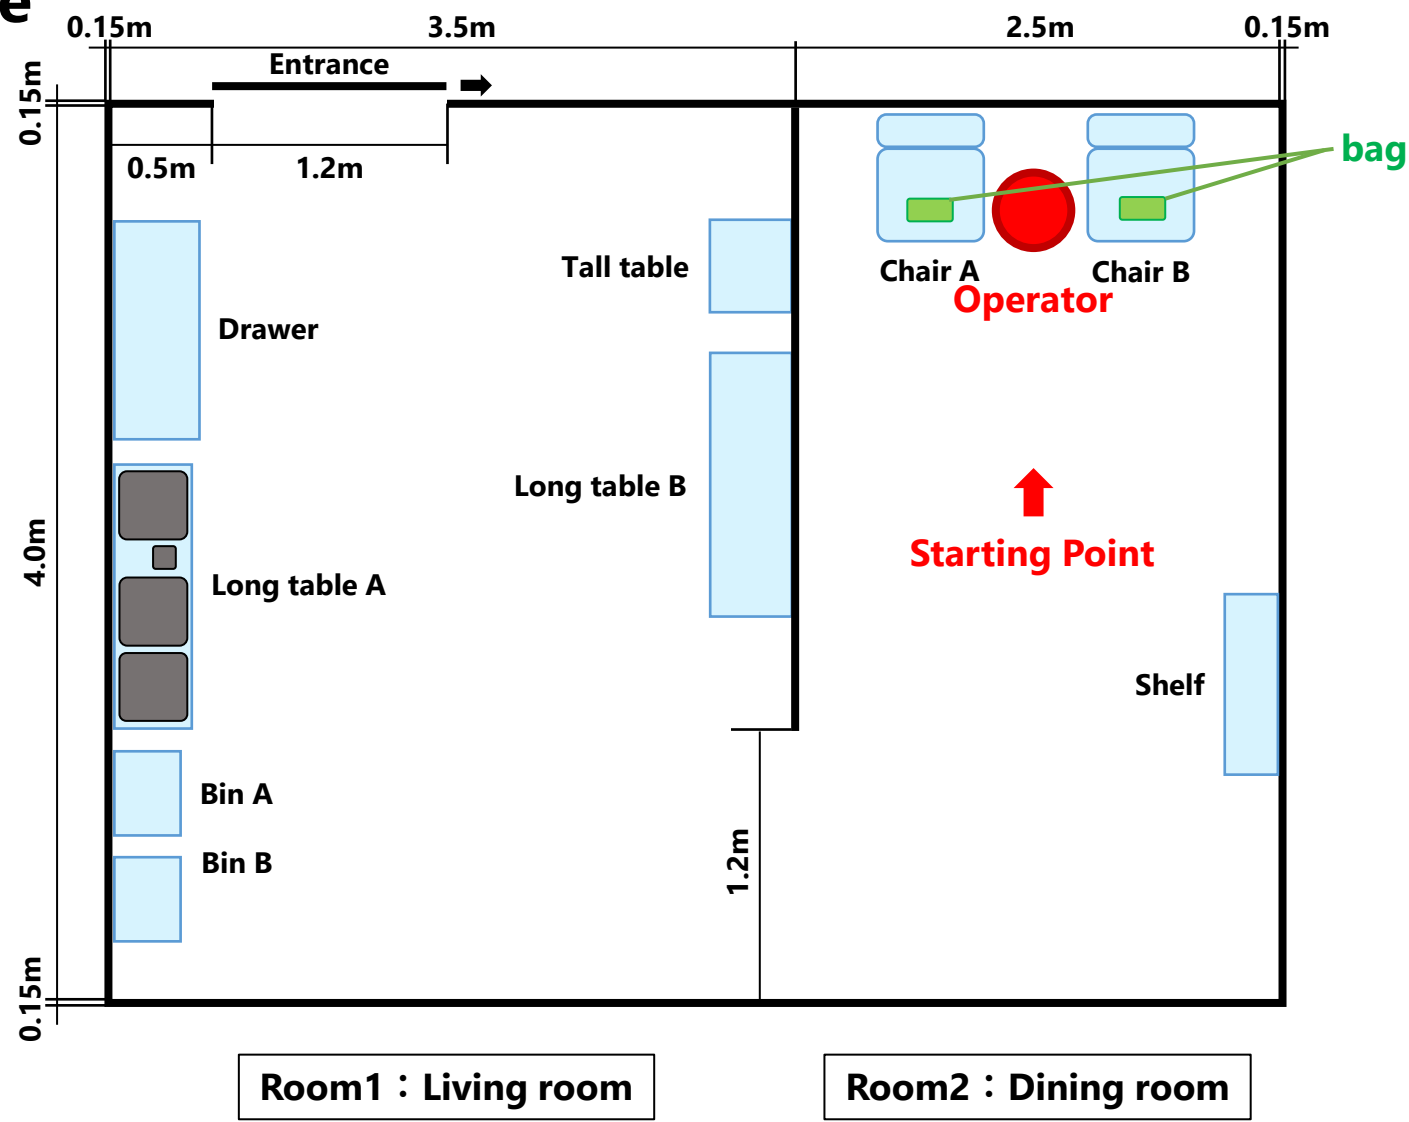 e
0.15m
3.5m
2.5m
0.15m
Entrance
0.15m
0.5m
1.2m
bag
Tall table
Chair A
Chair B
Operator
Drawer
Long table B
4.0m
Starting Point
Long table A
Shelf
Bin A
1.2m
Bin B
0.15m
Room1：Living room
Room2：Dining room